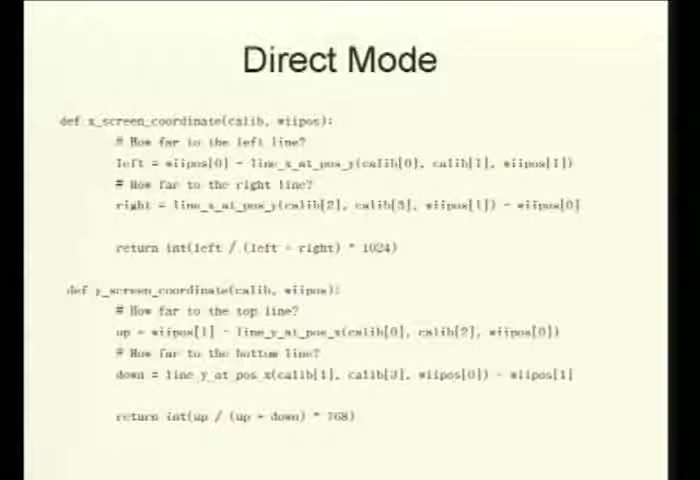 Direct Mode
def x_screen_coordinate(calib, wiipos):
# How far to the left line?
left = wiipos[0] - line_x_at_pos_y(calib[0], calib[1], wiipos[1])
# How far to the right line?
right = line_x_at_pos_y(calib[2], calib[3], wiipos[1]) - wiipos[0]
return int(left / (left + right) * 1024)
def y_screen_coordinate(calib, wiipos):
# How far to the top line?
up = wiipos[1] - line_y_at_pos_x(calib[0], calib[2], wiipos[0])
# How far to the bottom line?
down = line_y_at_pos_x(calib[1], calib[3], wiipos[0]) - wiipos[1]
return int(up / (up + down) * 768)